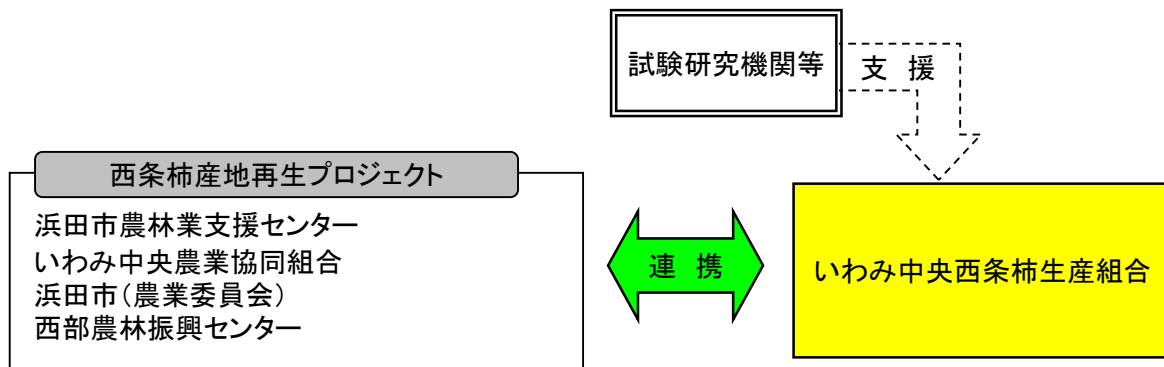 試験研究機関等
支 援
西条柿産地再生プロジェクト
浜田市農林業支援センター
いわみ中央農業協同組合
浜田市(農業委員会)
西部農林振興センター
連 携
いわみ中央西条柿生産組合